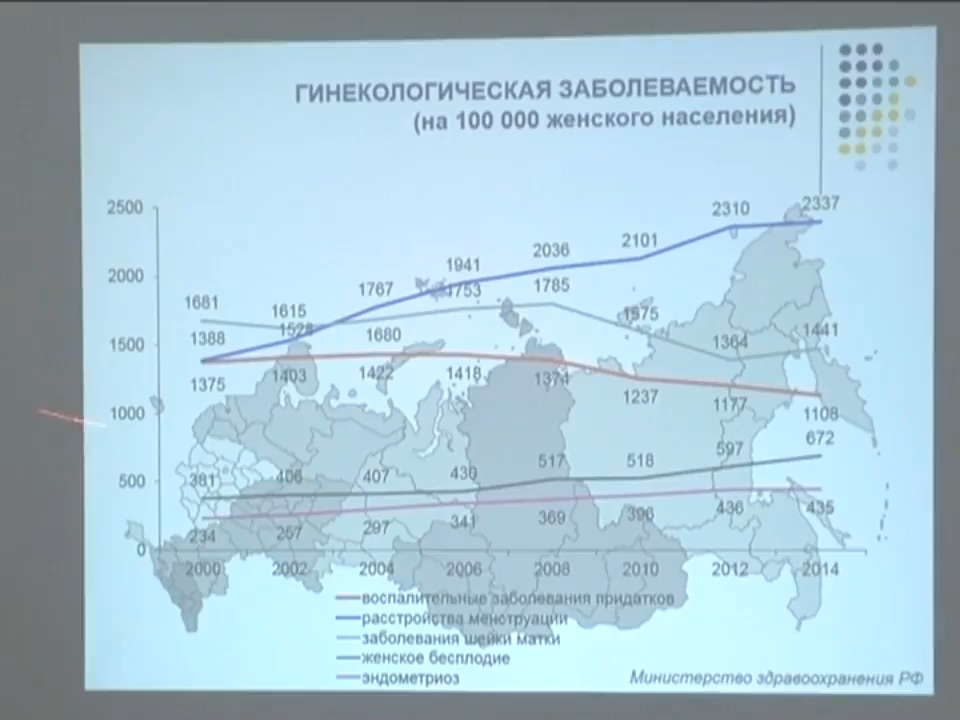 ГИНЕКОЛОГИЧЕСКАЯ ЗАБОЛЕВАЕМОСТЬ
(на 100 000 женского населения)
2500
2000
1500
1000
500
0
1388 1528 1767 1941 2036 2101 2310 2337
1681 1615 1680 1753 1785 1575 1364 1441
1375 1403 1422 1418 1374 1237 1177 1108
381 406 407 430 517 518 597 672
234 267 297 341 369 396 436 435
2000 2002 2004 2006 2008 2010 2012 2014
воспалительные заболевания придатков
расстройства менструации
заболевания шейки матки
женское бесплодие
эндометриоз
Министерство здравоохранения РФ